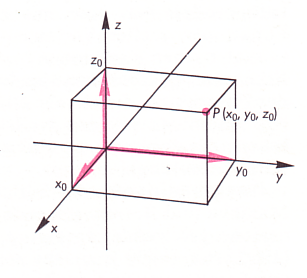 z
z₀
P (x₀, y₀, z₀)
x₀
y₀
y
x